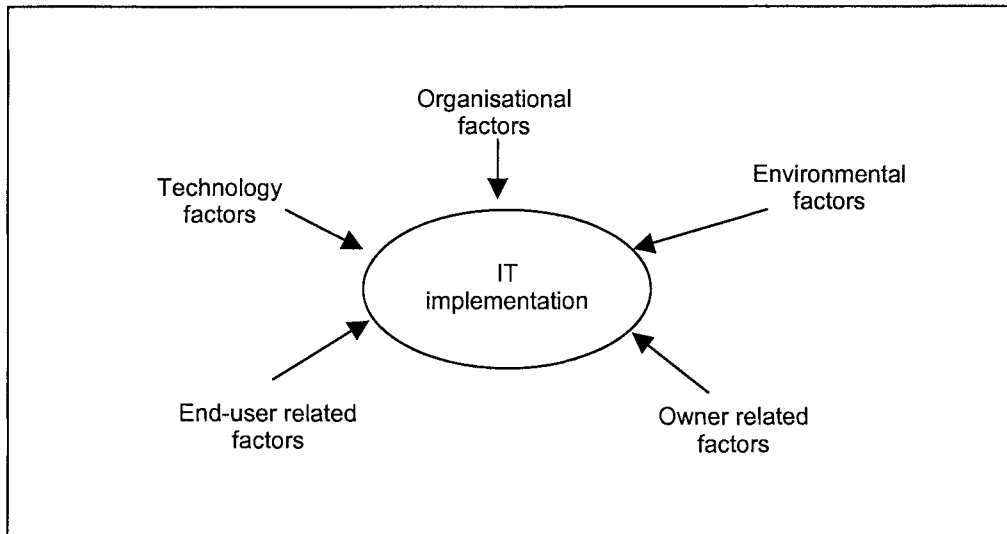 Organisational
factors
Technology
factors
Environmental
factors
IT
implementation
End-user related
factors
Owner related
factors